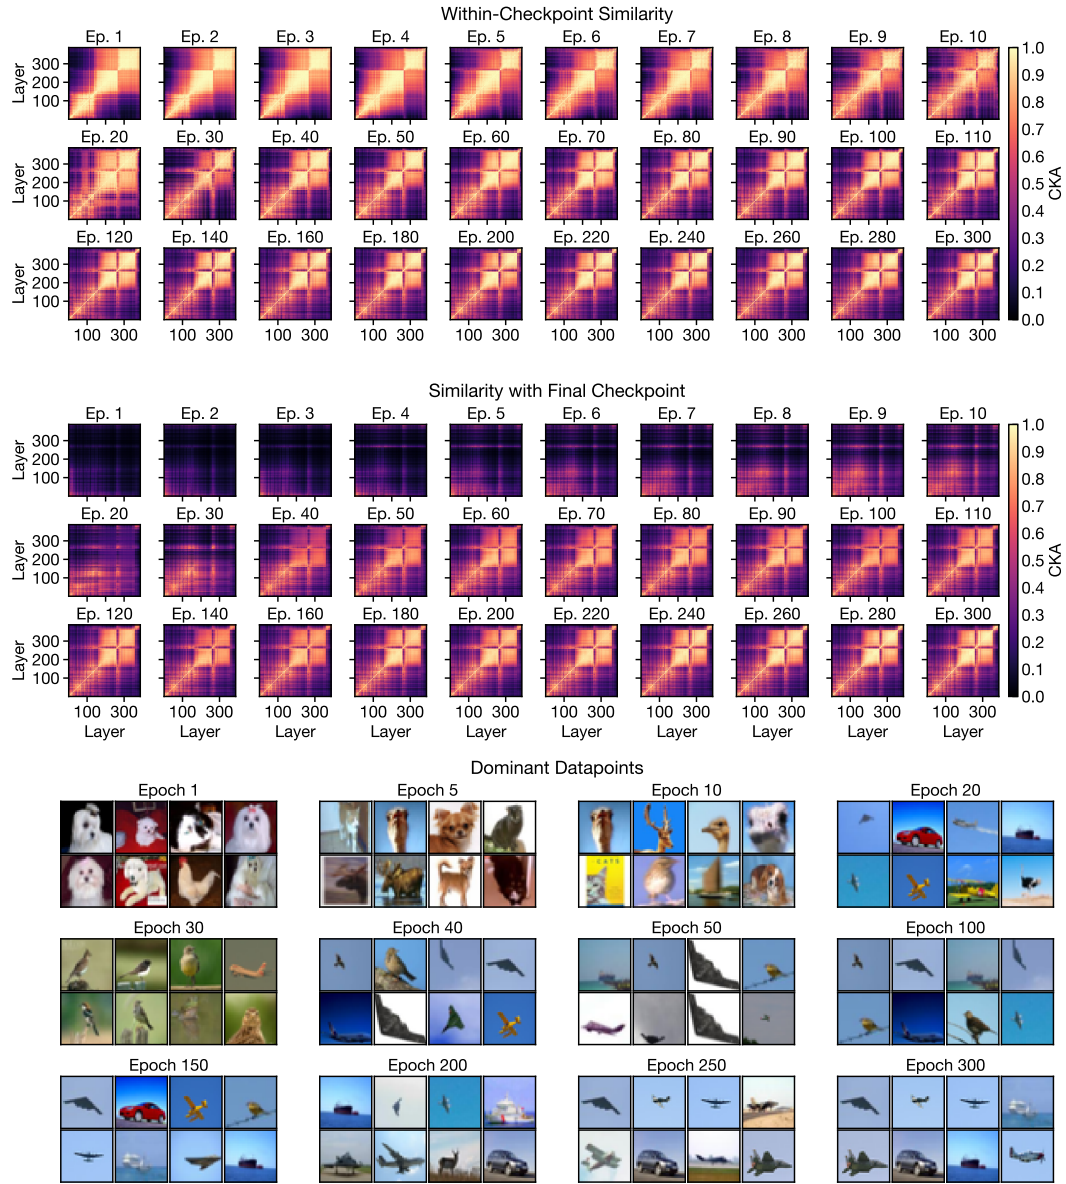 Within-Checkpoint Similarity
Ep. 1 Ep. 2 Ep. 3 Ep. 4 Ep. 5 Ep. 6 Ep. 7 Ep. 8 Ep. 9 Ep. 10
Layer
300
200
100
Ep. 20 Ep. 30 Ep. 40 Ep. 50 Ep. 60 Ep. 70 Ep. 80 Ep. 90 Ep. 100 Ep. 110
Layer
300
200
100
Ep. 120 Ep. 140 Ep. 160 Ep. 180 Ep. 200 Ep. 220 Ep. 240 Ep. 260 Ep. 280 Ep. 300
Layer
300
200
100
100 300 100 300 100 300 100 300 100 300 100 300 100 300 100 300 100 300 100 300
1.0
0.9
0.8
0.7
0.6
0.5
0.4
0.3
0.2
0.1
0.0
CKA
Similarity with Final Checkpoint
Ep. 1 Ep. 2 Ep. 3 Ep. 4 Ep. 5 Ep. 6 Ep. 7 Ep. 8 Ep. 9 Ep. 10
Layer
300
200
100
Ep. 20 Ep. 30 Ep. 40 Ep. 50 Ep. 60 Ep. 70 Ep. 80 Ep. 90 Ep. 100 Ep. 110
Layer
300
200
100
Ep. 120 Ep. 140 Ep. 160 Ep. 180 Ep. 200 Ep. 220 Ep. 240 Ep. 260 Ep. 280 Ep. 300
Layer
300
200
100
100 300 100 300 100 300 100 300 100 300 100 300 100 300 100 300 100 300 100 300
Layer Layer Layer Layer Layer Layer Layer Layer Layer Layer
1.0
0.9
0.8
0.7
0.6
0.5
0.4
0.3
0.2
0.1
0.0
CKA
Dominant Datapoints
Epoch 1 Epoch 5 Epoch 10 Epoch 20
CATS
Epoch 30 Epoch 40 Epoch 50 Epoch 100
Epoch 150 Epoch 200 Epoch 250 Epoch 300